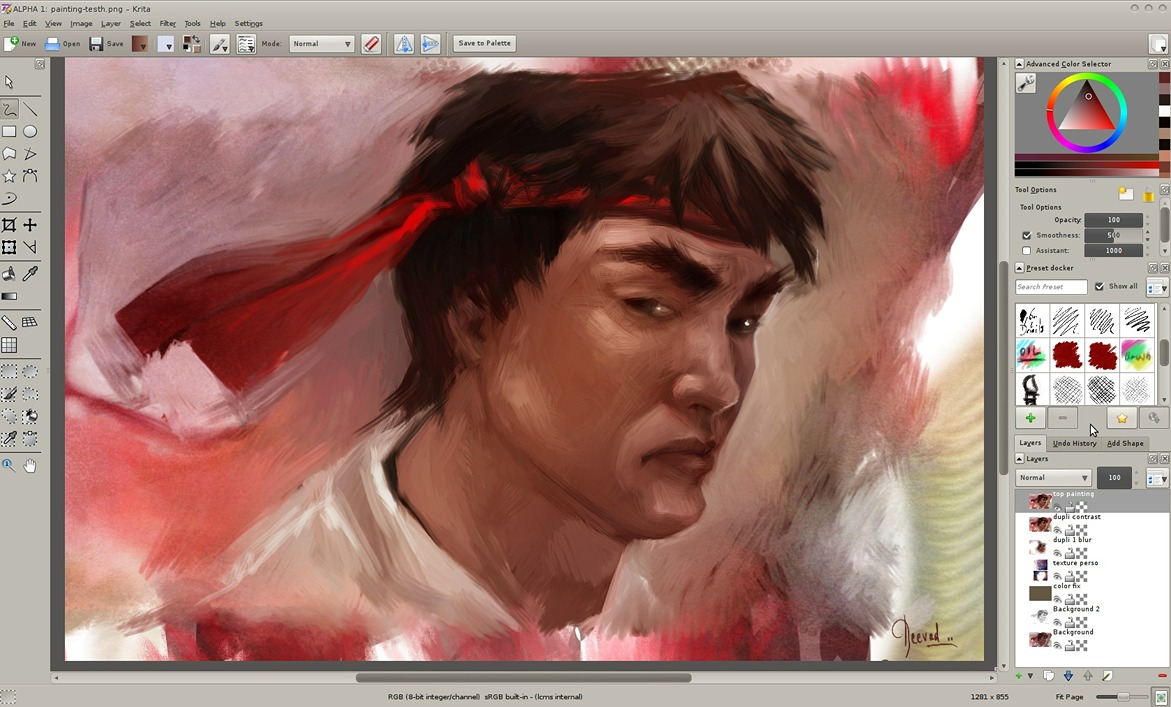 ALPHA 1: painting-testh.png - Krita
File Edit View Image Layer Select Filter Tools Help Settings
New Open Save Mode: Normal Save to Palette
Advanced Color Selector
Tool Options
Tool Options
Opacity: 100
Smoothness: 500
Assistant: 1000
Preset docker
Search Preset Show all
OIL
Layers Undo History Add Shape
Layers
Normal 100
top painting
dupli contrast
dupli 1 blur
texture perso
color fix
Background 2
Background
Deevad
RGB (8-bit integer/channel) sRGB built-in - (lcms internal) 1281 x 855 Fit Page